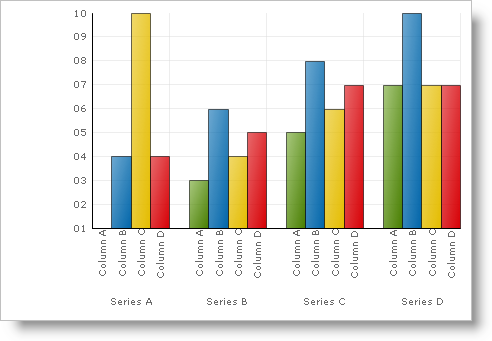 10
09
08
07
06
05
04
03
02
01
Column A
Column B
Column C
Column D
Column A
Column B
Column C
Column D
Column A
Column B
Column C
Column D
Column A
Column B
Column C
Column D
Series A Series B Series C Series D